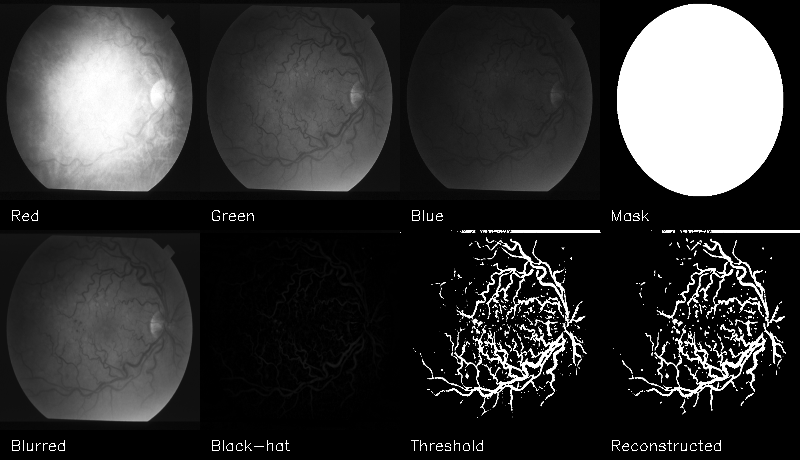 Red
Green
Blue
Mask
Blurred
Black-hat
Threshold
Reconstructed